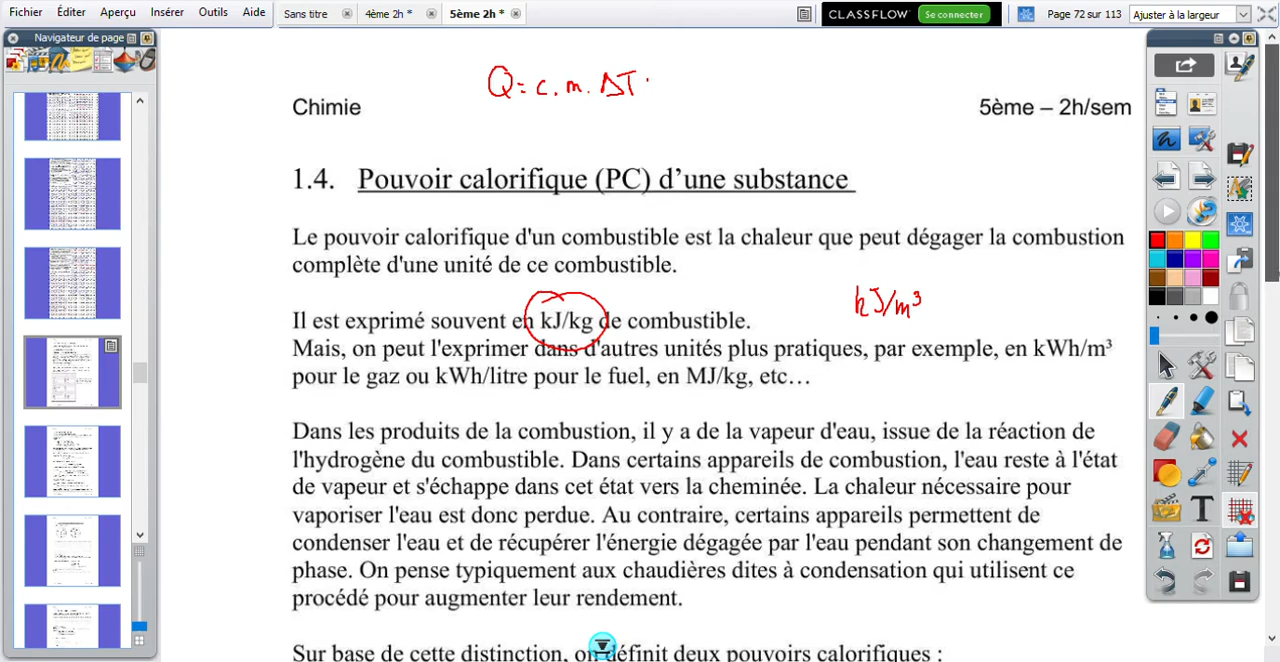 Fichier Éditer Aperçu Insérer Outils Aide
Sans titre
4ème 2h *
5ème 2h *
CLASSFLOW
Se connecter
Page 72 sur 113
Ajuster à la largeur
Navigateur de page
Q = c. m. ΔT.
Chimie
5ème – 2h/sem
1.4. Pouvoir calorifique (PC) d'une substance
Le pouvoir calorifique d'un combustible est la chaleur que peut dégager la combustion
complète d'une unité de ce combustible.
kJ/m³
Il est exprimé souvent en kJ/kg de combustible.
Mais, on peut l'exprimer dans d'autres unités plus pratiques, par exemple, en kWh/m³
pour le gaz ou kWh/litre pour le fuel, en MJ/kg, etc…
Dans les produits de la combustion, il y a de la vapeur d'eau, issue de la réaction de
l'hydrogène du combustible. Dans certains appareils de combustion, l'eau reste à l'état
de vapeur et s'échappe dans cet état vers la cheminée. La chaleur nécessaire pour
vaporiser l'eau est donc perdue. Au contraire, certains appareils permettent de
condenser l'eau et de récupérer l'énergie dégagée par l'eau pendant son changement de
phase. On pense typiquement aux chaudières dites à condensation qui utilisent ce
procédé pour augmenter leur rendement.
Sur base de cette distinction, on définit deux pouvoirs calorifiques :